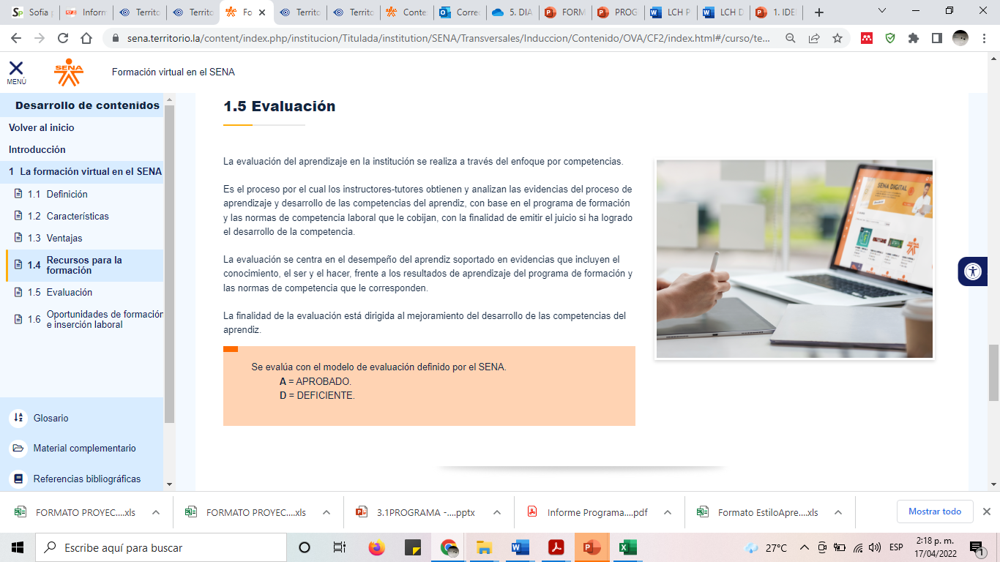 Sofia
Inform
Territo
Territo
Fo
Territo
Territo
Conte
Corre
5. DIA
FORM
PROG
LCH P
LCH D
1. IDE
sena.territorio.la/content/index.php/institucion/Titulada/institution/SENA/Transversales/Induccion/Contenido/OVA/CF2/index.html#/curso/te...
MENÚ
SENA
Formación virtual en el SENA
Desarrollo de contenidos
Volver al inicio
Introducción
1 La formación virtual en el SENA
1.1 Definición
1.2 Características
1.3 Ventajas
1.4 Recursos para la
formación
1.5 Evaluación
1.6 Oportunidades de formación
e inserción laboral
Glosario
Material complementario
Referencias bibliográficas
1.5 Evaluación
La evaluación del aprendizaje en la institución se realiza a través del enfoque por competencias.
Es el proceso por el cual los instructores-tutores obtienen y analizan las evidencias del proceso de
aprendizaje y desarrollo de las competencias del aprendiz, con base en el programa de formación
y las normas de competencia laboral que le cobijan, con la finalidad de emitir el juicio si ha logrado
el desarrollo de la competencia.
La evaluación se centra en el desempeño del aprendiz soportado en evidencias que incluyen el
conocimiento, el ser y el hacer, frente a los resultados de aprendizaje del programa de formación y
las normas de competencia que le corresponden.
La finalidad de la evaluación está dirigida al mejoramiento del desarrollo de las competencias del
aprendiz.
Se evalúa con el modelo de evaluación definido por el SENA.
A = APROBADO.
D = DEFICIENTE.
SENA DIGITAL
FORMATO PROYEC....xls
FORMATO PROYEC....xls
3.1PROGRAMA -....pptx
Informe Programa....pdf
Formato EstiloApre....xls
Mostrar todo
Escribe aquí para buscar
27°C
ESP
2:18 p. m.
17/04/2022
1